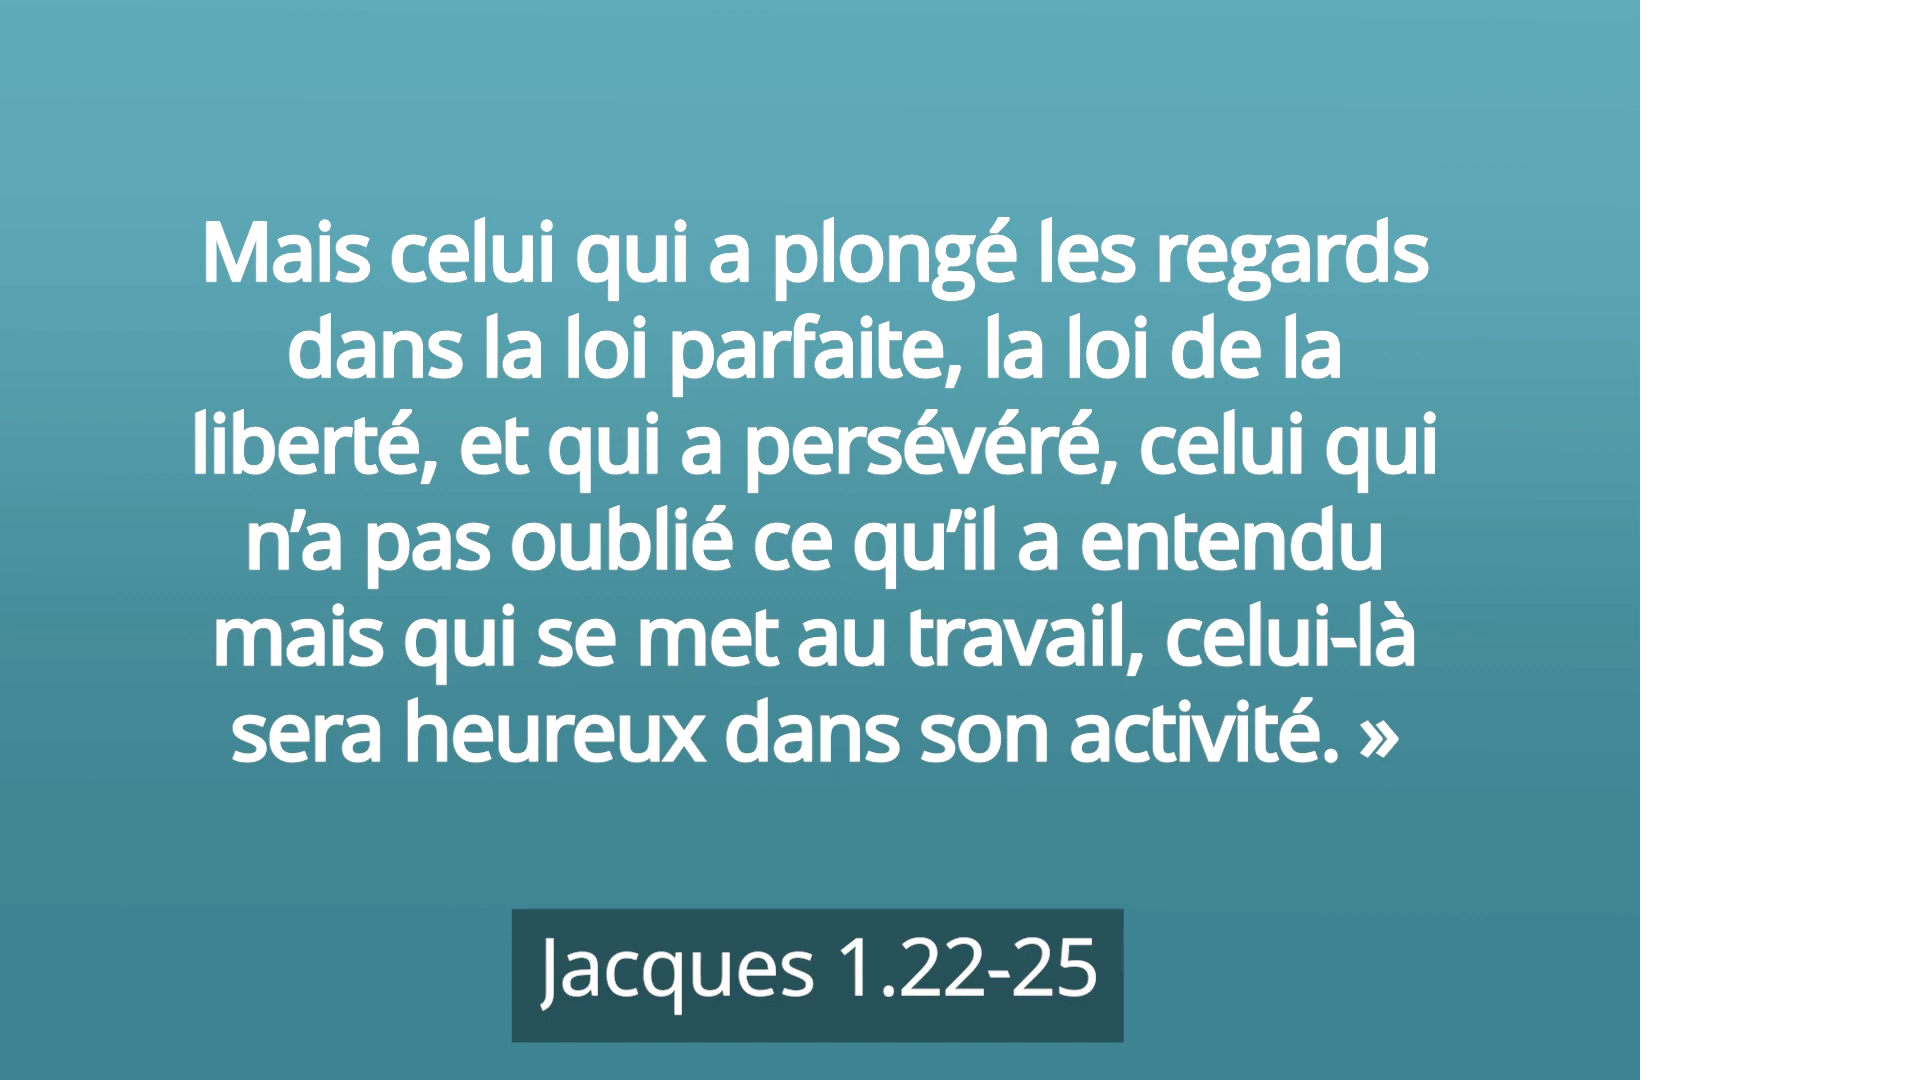 Mais celui qui a plongé les regards
dans la loi parfaite, la loi de la
liberté, et qui a persévéré, celui qui
n’a pas oublié ce qu’il a entendu
mais qui se met au travail, celui-là
sera heureux dans son activité. »
Jacques 1.22-25